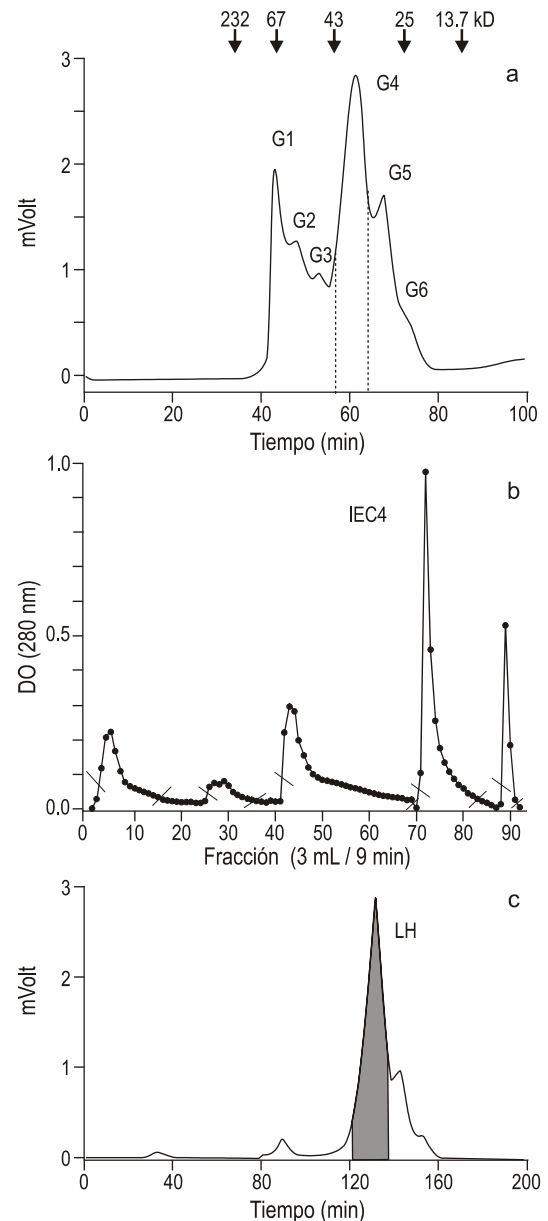 232 67 43 25 13.7 kD
a
3
2
1
0
mVolt
G1
G2
G3
G4
G5
G6
0 20 40 60 80 100
Tiempo (min)
b
1.0
0.5
0.0
DO (280 nm)
IEC4
0 10 20 30 40 50 60 70 80 90
Fracción (3 mL / 9 min)
c
3
2
1
0
mVolt
LH
0 40 80 120 160 200
Tiempo (min)